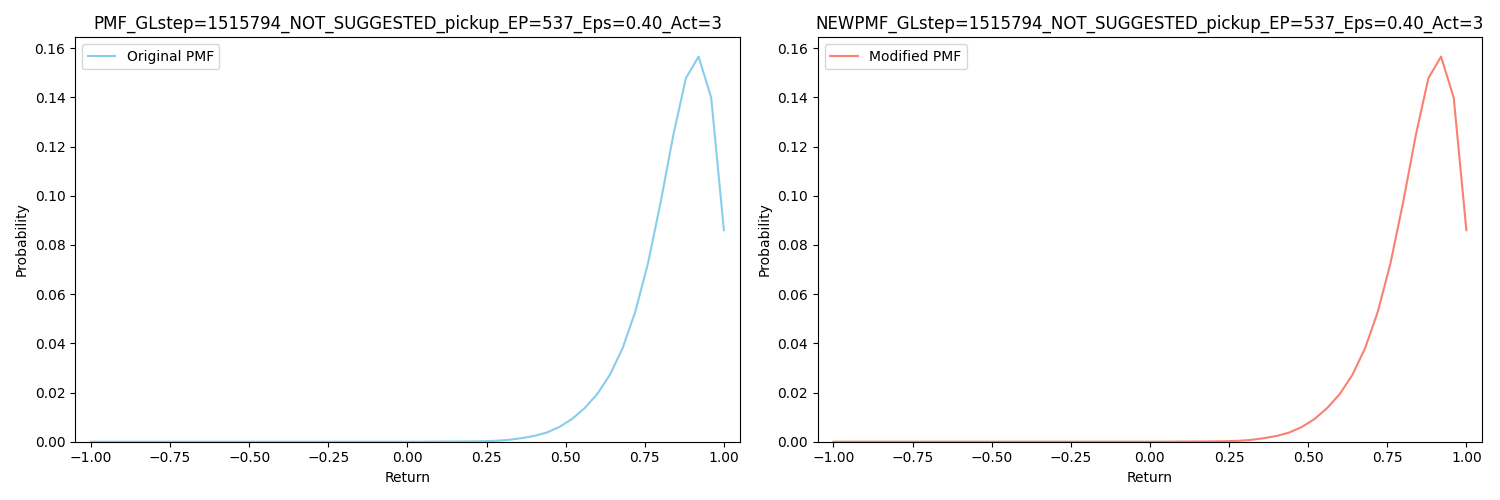 PMF_GLstep=1515794_NOT_SUGGESTED_pickup_EP=537_Eps=0.40_Act=3
Original PMF
0.16
0.14
0.12
0.10
0.08
0.06
0.04
0.02
0.00
Probability
−1.00 −0.75 −0.50 −0.25 0.00 0.25 0.50 0.75 1.00
Return
NEWPMF_GLstep=1515794_NOT_SUGGESTED_pickup_EP=537_Eps=0.40_Act=3
Modified PMF
0.16
0.14
0.12
0.10
0.08
0.06
0.04
0.02
0.00
Probability
−1.00 −0.75 −0.50 −0.25 0.00 0.25 0.50 0.75 1.00
Return